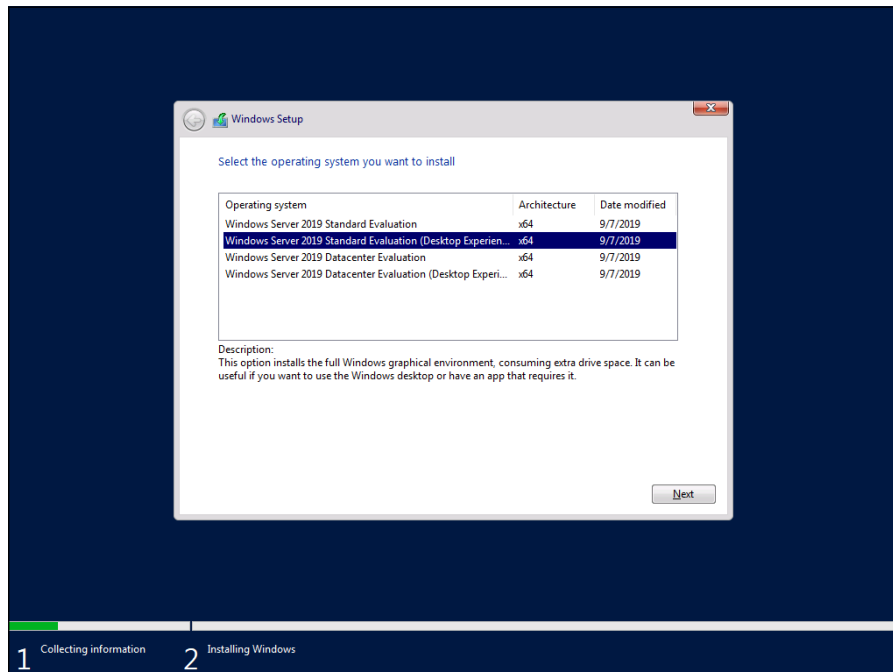 Windows Setup
Select the operating system you want to install
Operating system Architecture Date modified
Windows Server 2019 Standard Evaluation x64 9/7/2019
Windows Server 2019 Standard Evaluation (Desktop Experien... x64 9/7/2019
Windows Server 2019 Datacenter Evaluation x64 9/7/2019
Windows Server 2019 Datacenter Evaluation (Desktop Experi... x64 9/7/2019
Description:
This option installs the full Windows graphical environment, consuming extra drive space. It can be
useful if you want to use the Windows desktop or have an app that requires it.
Next
1 Collecting information 2 Installing Windows